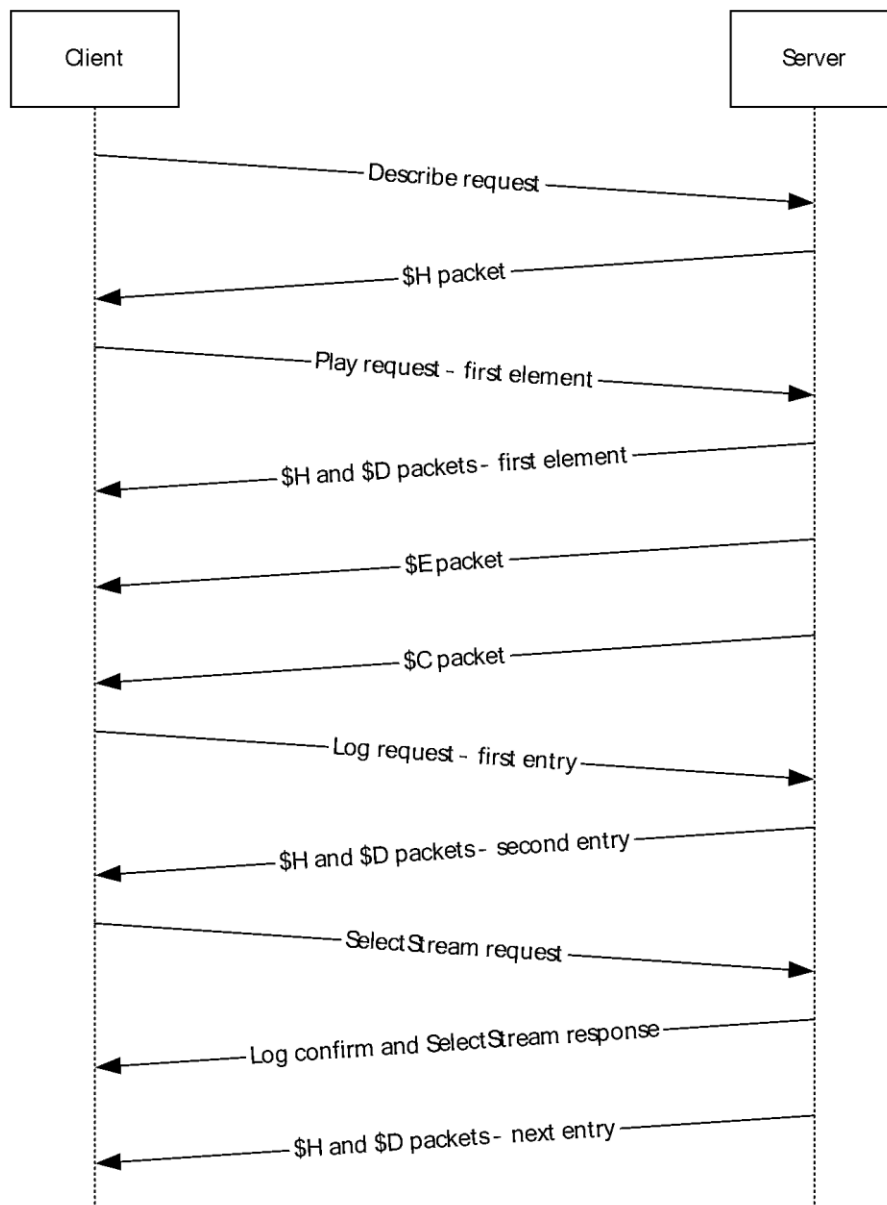 Client
Server
Describe request
$H packet
Play request - first element
$H and $D packets - first element
$E packet
$C packet
Log request - first entry
$H and $D packets - second entry
SelectStream request
Log confirm and SelectStream response
$H and $D packets - next entry